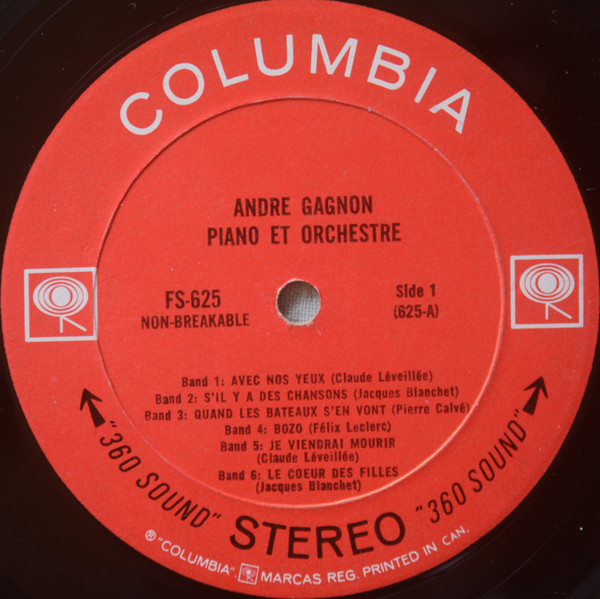 COLUMBIA
ANDRE GAGNON
PIANO ET ORCHESTRE
FS-625
NON-BREAKABLE
Side 1
(625-A)
Band 1: AVEC NOS YEUX (Claude Léveillée)
Band 2: S'IL Y A DES CHANSONS (Jacques Blanchet)
Band 3: QUAND LES BATEAUX S'EN VONT (Pierre Calvé)
Band 4: BOZO (Félix Leclerc)
Band 5: JE VIENDRAI MOURIR
(Claude Léveillée)
Band 6: LE COEUR DES FILLES
(Jacques Blanchet)
"360 SOUND" STEREO "360 SOUND"
® "COLUMBIA". MARCAS REG. PRINTED IN CAN.